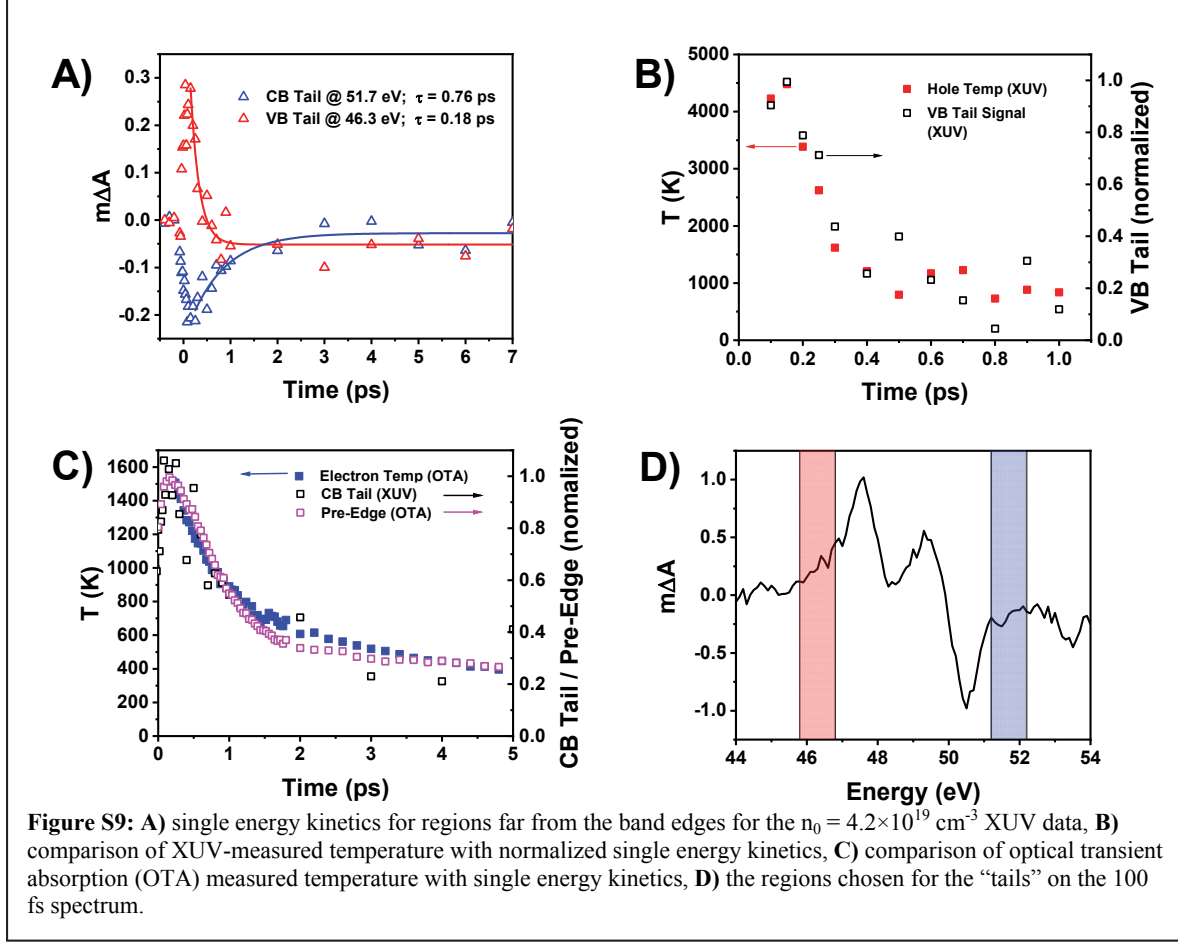 A)
0.3
0.2
0.1
0.0
-0.1
-0.2
mΔA
CB Tail @ 51.7 eV; τ = 0.76 ps
VB Tail @ 46.3 eV; τ = 0.18 ps
0 1 2 3 4 5 6 7
Time (ps)
B)
5000
4000
3000
2000
1000
0
T (K)
Hole Temp (XUV)
VB Tail Signal
(XUV)
1.0
0.8
0.6
0.4
0.2
0.0
VB Tail (normalized)
0.0 0.2 0.4 0.6 0.8 1.0
Time (ps)
C)
1600
1400
1200
1000
800
600
400
200
0
T (K)
Electron Temp (OTA)
CB Tail (XUV)
Pre-Edge (OTA)
1.0
0.8
0.6
0.4
0.2
0.0
CB Tail / Pre-Edge (nomalized)
0 1 2 3 4 5
Time (ps)
D)
1.0
0.5
0.0
-0.5
-1.0
mΔA
44 46 48 50 52 54
Energy (eV)
Figure S9: A) single energy kinetics for regions far from the band edges for the n₀ = 4.2×10¹⁹ cm⁻³ XUV data, B)
comparison of XUV-measured temperature with normalized single energy kinetics, C) comparison of optical transient
absorption (OTA) measured temperature with single energy kinetics, D) the regions chosen for the “tails” on the 100
fs spectrum.